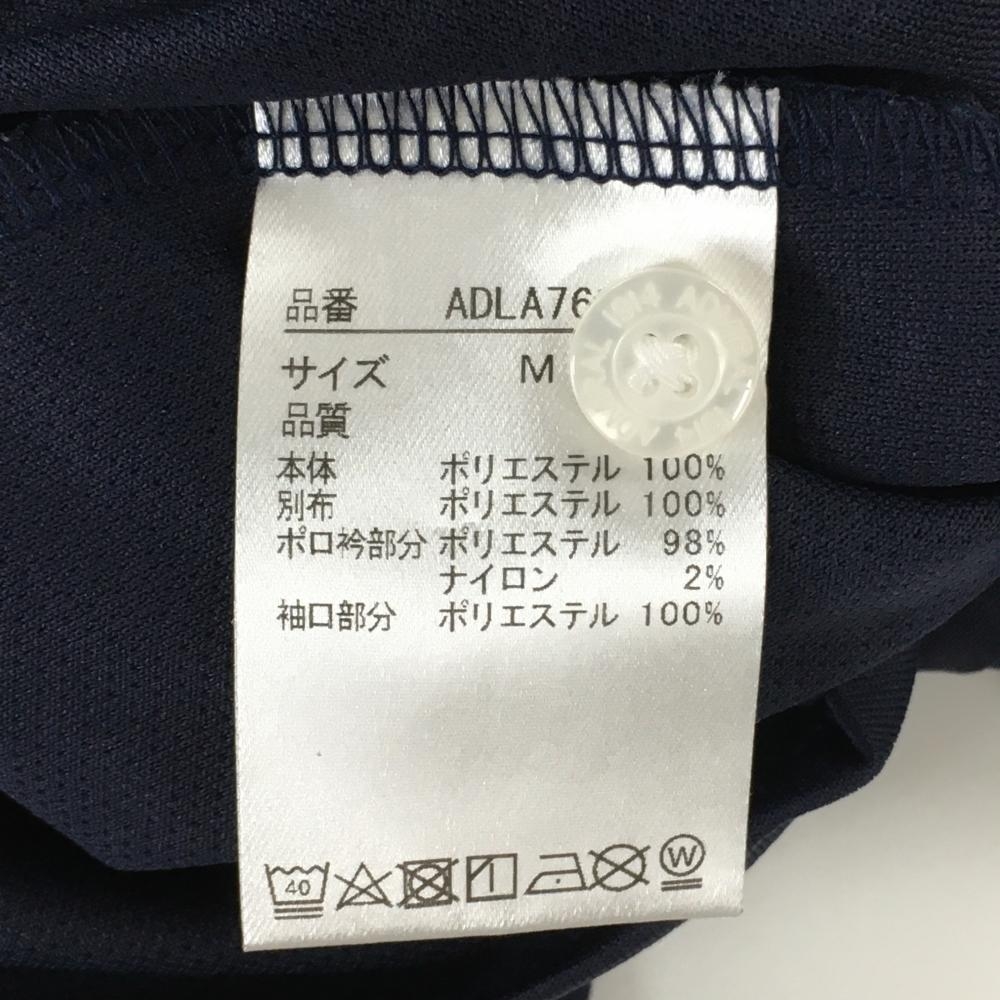 品番 ADLA76
サイズ M
品質
本体 ポリエステル 100%
別布 ポリエステル 100%
ポロ衿部分 ポリエステル 98%
ナイロン 2%
袖口部分 ポリエステル 100%
40
W